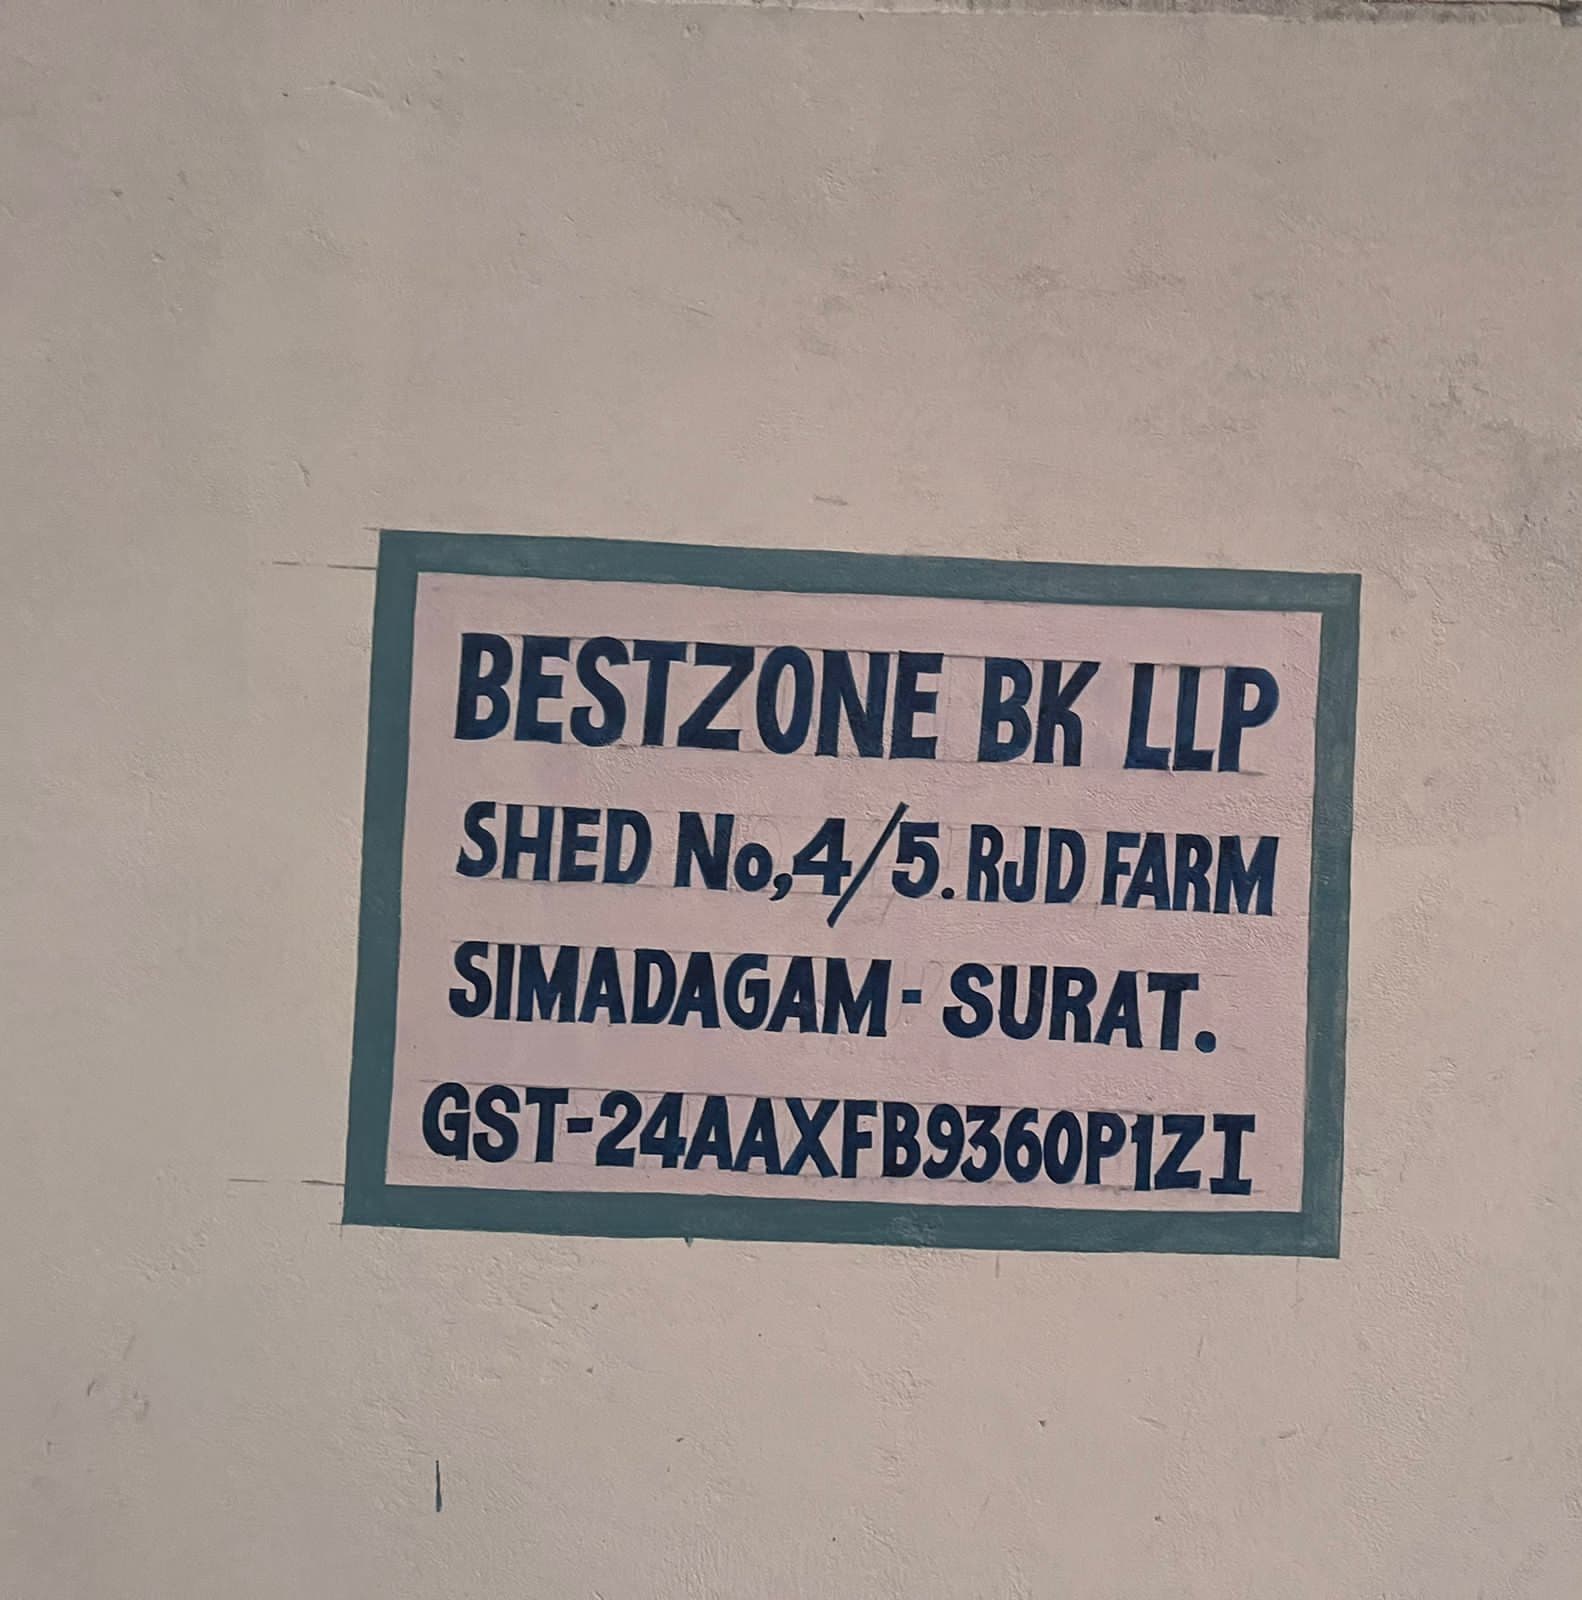 BESTZONE BK LLP
SHED No,4/5. RJD FARM
SIMADAGAM - SURAT.
GST-24AAXFB9360P1ZI